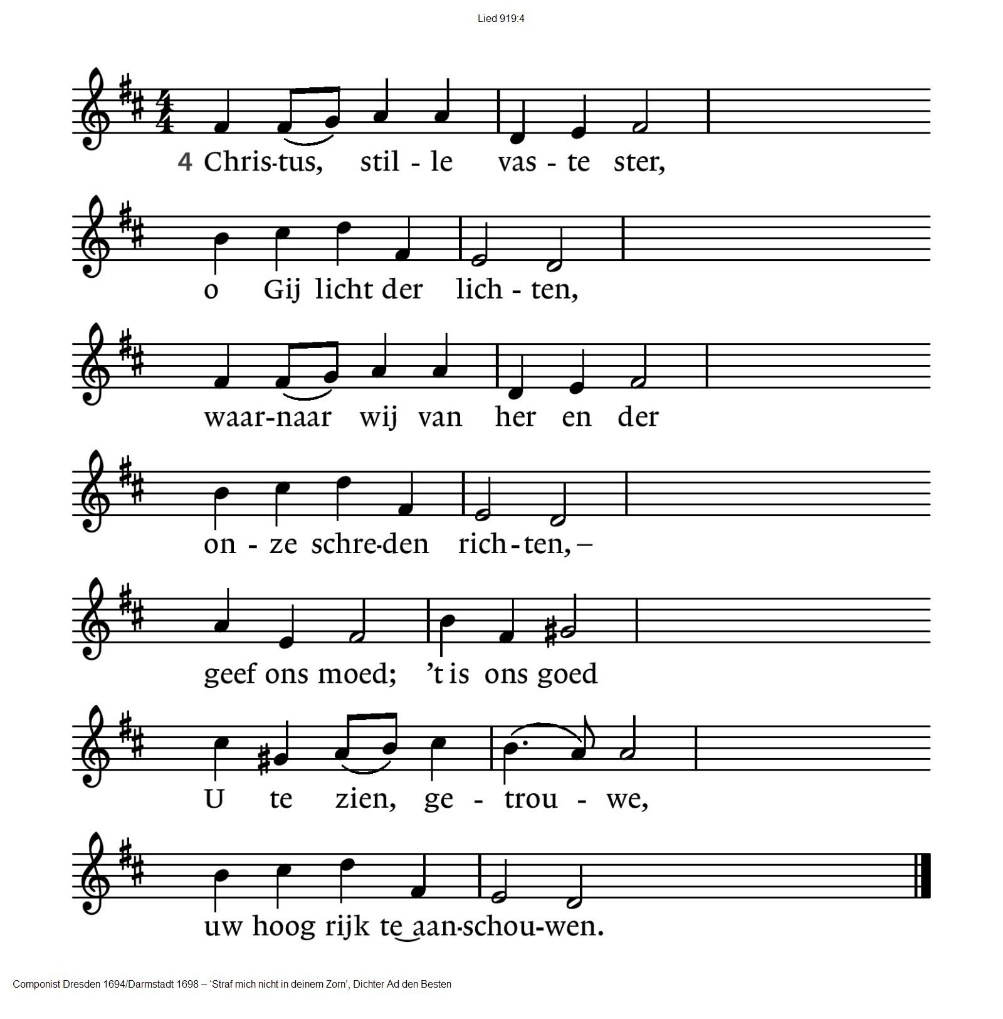 Lied 919:4
4 Chris-tus, stil - le vas - te ster,
o Gij licht der lich - ten,
waar-naar wij van her en der
on - ze schre-den rich-ten, –
geef ons moed; ’t is ons goed
U te zien, ge - trou - we,
uw hoog rijk te‿aan-schou-wen.
Componist Dresden 1694/Darmstadt 1698 – ‘Straf mich nicht in deinem Zorn’, Dichter Ad den Besten